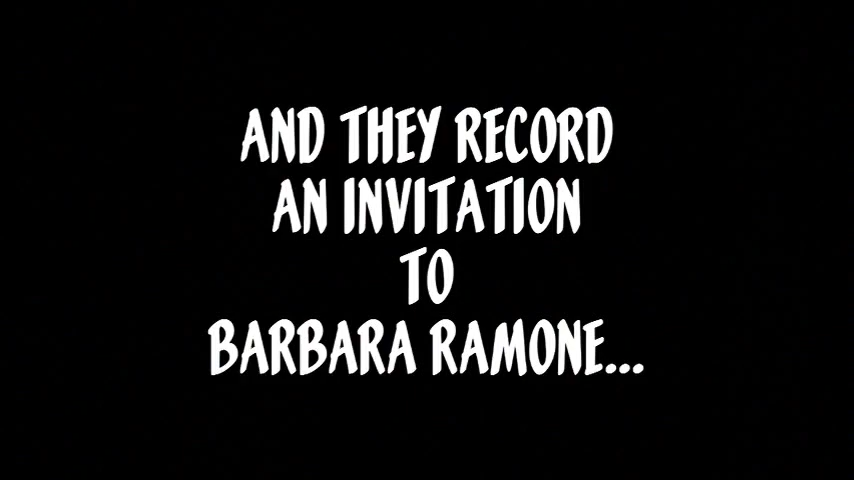 AND THEY RECORD
AN INVITATION
TO
BARBARA RAMONE...